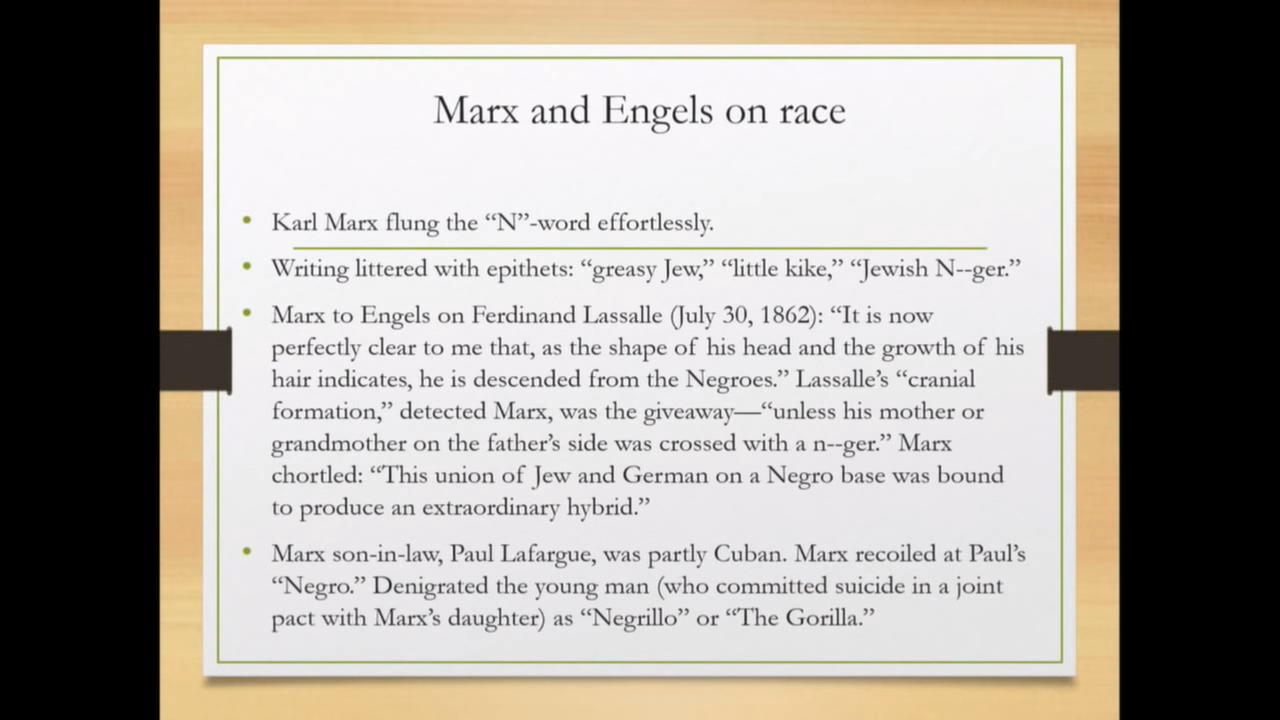 Marx and Engels on race
• Karl Marx flung the “N”-word effortlessly.
• Writing littered with epithets: “greasy Jew,” “little kike,” “Jewish N--ger.”
• Marx to Engels on Ferdinand Lassalle (July 30, 1862): “It is now
perfectly clear to me that, as the shape of his head and the growth of his
hair indicates, he is descended from the Negroes.” Lassalle’s “cranial
formation,” detected Marx, was the giveaway—“unless his mother or
grandmother on the father’s side was crossed with a n--ger.” Marx
chortled: “This union of Jew and German on a Negro base was bound
to produce an extraordinary hybrid.”
• Marx son-in-law, Paul Lafargue, was partly Cuban. Marx recoiled at Paul’s
“Negro.” Denigrated the young man (who committed suicide in a joint
pact with Marx’s daughter) as “Negrillo” or “The Gorilla.”